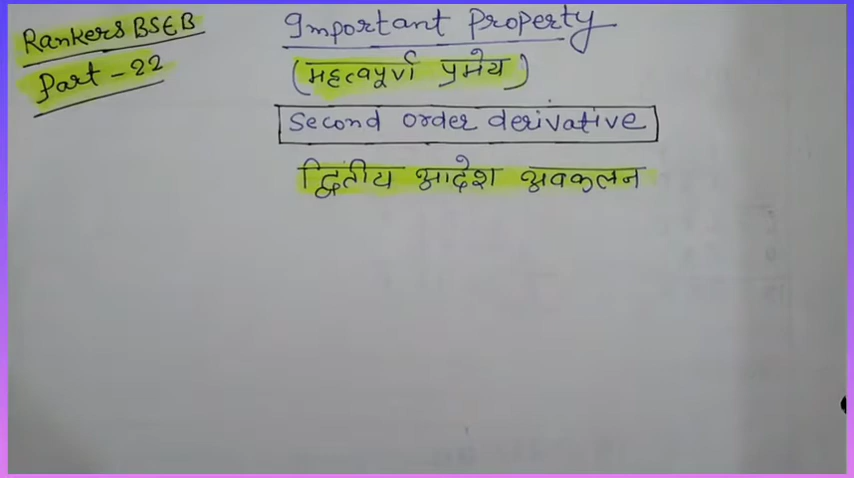 Rankers BSEB
Part - 22
Important Property
(महत्वपूर्ण प्रमेय)
Second order derivative
द्वितीय आदेश अवकलन